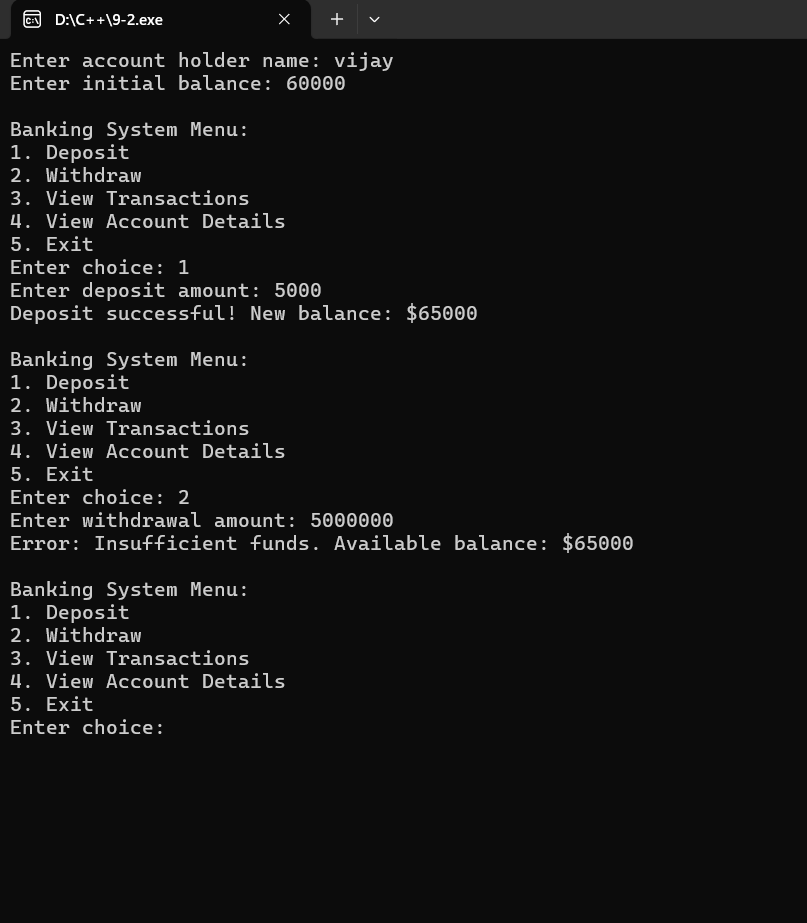 D:\C++\9-2.exe
Enter account holder name: vijay
Enter initial balance: 60000
Banking System Menu:
1. Deposit
2. Withdraw
3. View Transactions
4. View Account Details
5. Exit
Enter choice: 1
Enter deposit amount: 5000
Deposit successful! New balance: $65000
Banking System Menu:
1. Deposit
2. Withdraw
3. View Transactions
4. View Account Details
5. Exit
Enter choice: 2
Enter withdrawal amount: 5000000
Error: Insufficient funds. Available balance: $65000
Banking System Menu:
1. Deposit
2. Withdraw
3. View Transactions
4. View Account Details
5. Exit
Enter choice: